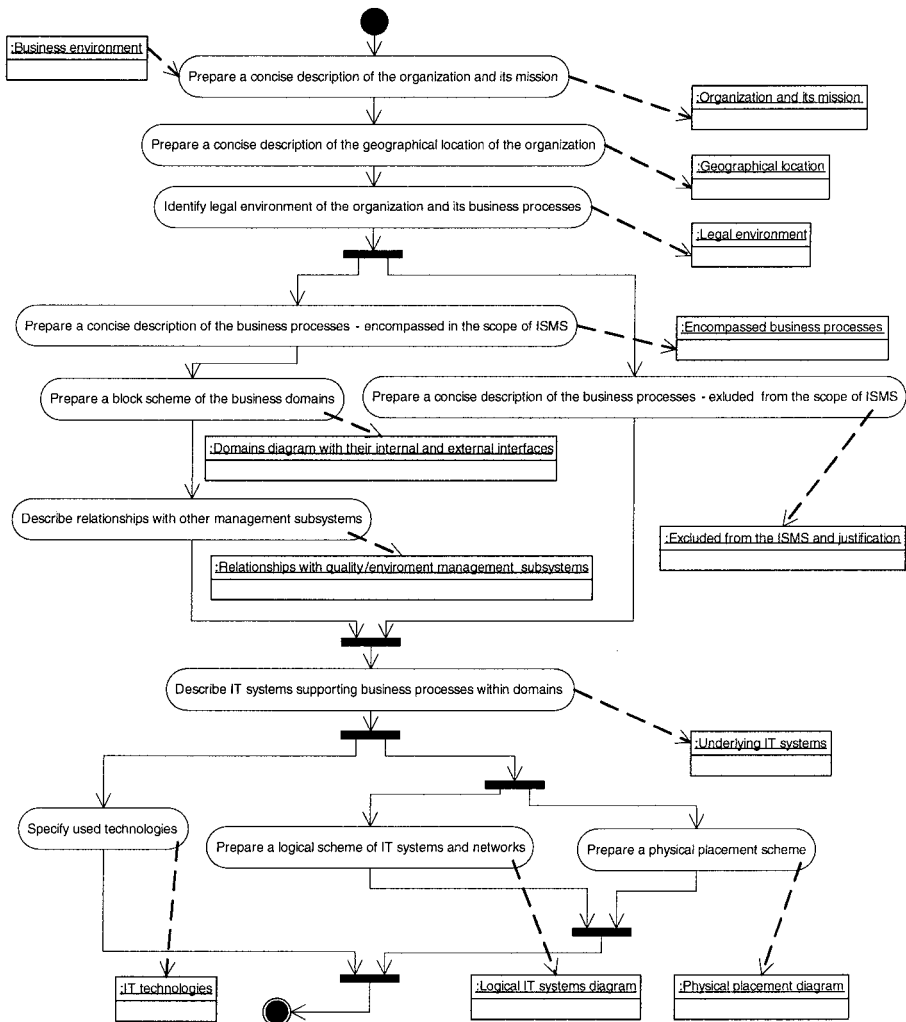 :Business environment
Prepare a concise description of the organization and its mission
:Organization and its mission
Prepare a concise description of the geographical location of the organization
:Geographical location
Identify legal environment of the organization and its business processes
:Legal environment
Prepare a concise description of the business processes - encompassed in the scope of ISMS
:Encompassed business processes
Prepare a block scheme of the business domains
Prepare a concise description of the business processes - exluded from the scope of ISMS
:Domains diagram with their internal and external interfaces
Describe relationships with other management subsystems
:Excluded from the ISMS and justification
:Relationships with quality/enviroment management subsystems
Describe IT systems supporting business processes within domains
:Underlying IT systems
Specify used technologies
Prepare a logical scheme of IT systems and networks
Prepare a physical placement scheme
:IT technologies
:Logical IT systems diagram
:Physical placement diagram